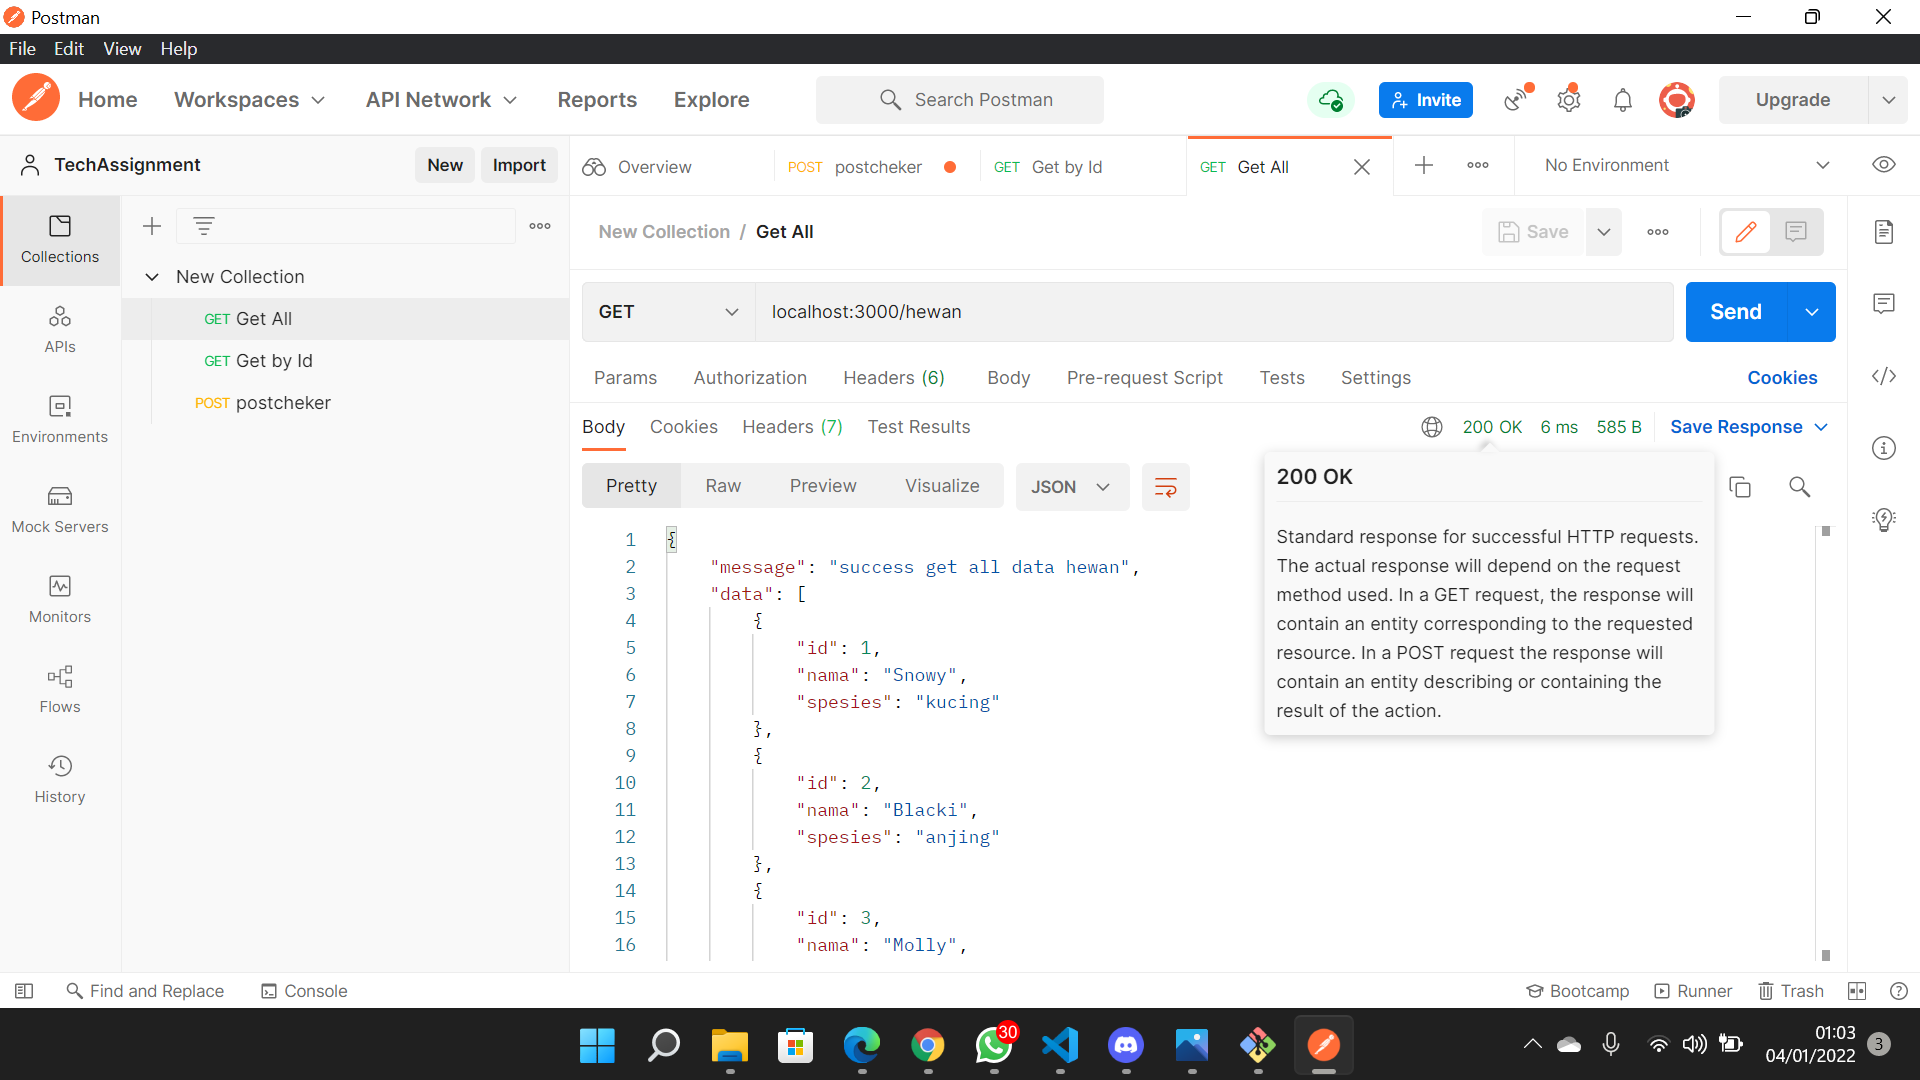 Postman
File Edit View Help
Home Workspaces API Network Reports Explore Search Postman Invite Upgrade
TechAssignment New Import
Overview POST postcheker GET Get by Id GET Get All No Environment
Collections
APIs
Environments
Mock Servers
Monitors
Flows
History
New Collection
GET Get All
GET Get by Id
POST postcheker
New Collection / Get All Save
GET localhost:3000/hewan Send
Params Authorization Headers (6) Body Pre-request Script Tests Settings Cookies
Body Cookies Headers (7) Test Results 200 OK 6 ms 585 B Save Response
Pretty Raw Preview Visualize JSON
200 OK
Standard response for successful HTTP requests.
The actual response will depend on the request
method used. In a GET request, the response will
contain an entity corresponding to the requested
resource. In a POST request the response will
contain an entity describing or containing the
result of the action.
1 {
2 "message": "success get all data hewan",
3 "data": [
4 {
5 "id": 1,
6 "nama": "Snowy",
7 "spesies": "kucing"
8 },
9 {
10 "id": 2,
11 "nama": "Blacki",
12 "spesies": "anjing"
13 },
14 {
15 "id": 3,
16 "nama": "Molly",
Find and Replace Console Bootcamp Runner Trash
30
01:03
04/01/2022
3